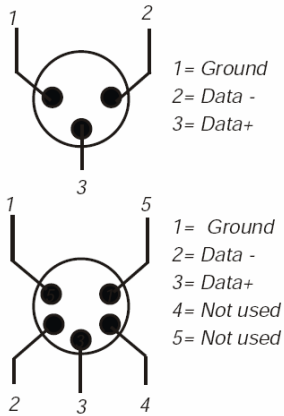 1 2
1= Ground
2= Data -
3= Data+
3
1 5
1= Ground
2= Data -
3= Data+
4= Not used
5= Not used
2 3 4